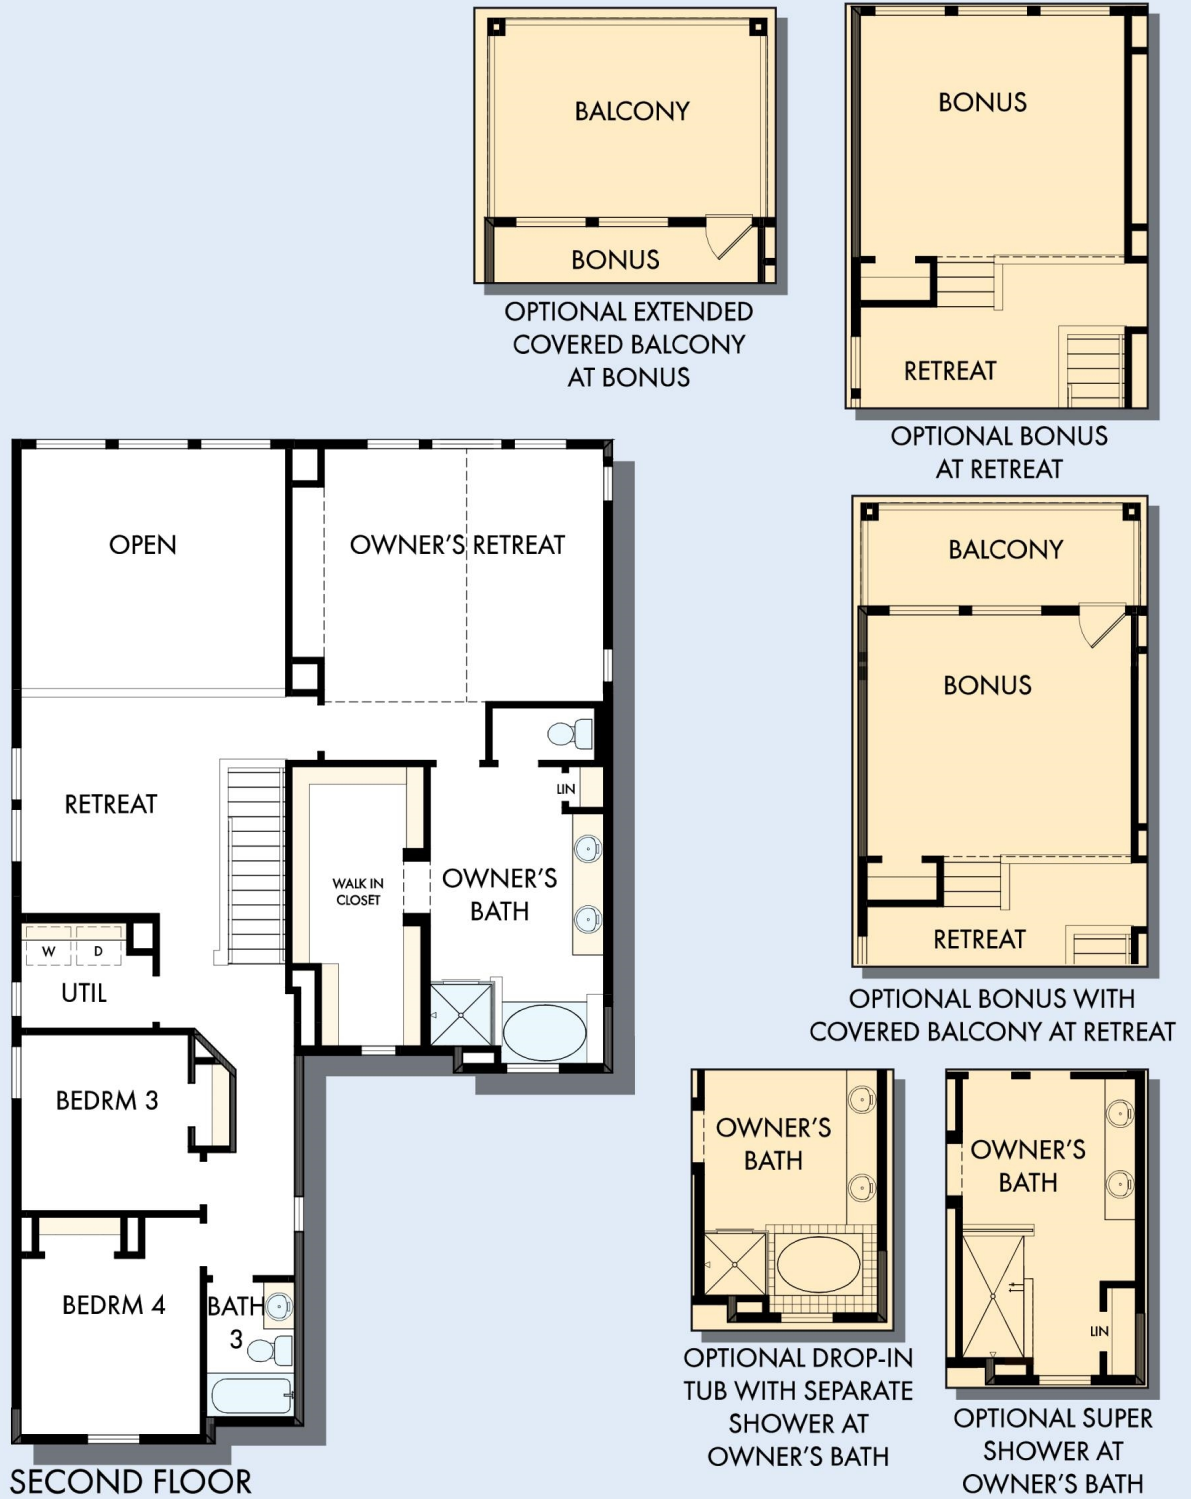 BALCONY
BONUS
OPTIONAL EXTENDED
COVERED BALCONY
AT BONUS
BONUS
RETREAT
OPTIONAL BONUS
AT RETREAT
BALCONY
BONUS
RETREAT
OPTIONAL BONUS WITH
COVERED BALCONY AT RETREAT
OPEN
OWNER'S RETREAT
RETREAT
LIN
WALK IN
CLOSET
OWNER'S
BATH
W D
UTIL
BEDRM 3
BEDRM 4
BATH
3
SECOND FLOOR
OWNER'S
BATH
OPTIONAL DROP-IN
TUB WITH SEPARATE
SHOWER AT
OWNER'S BATH
OWNER'S
BATH
LIN
OPTIONAL SUPER
SHOWER AT
OWNER'S BATH